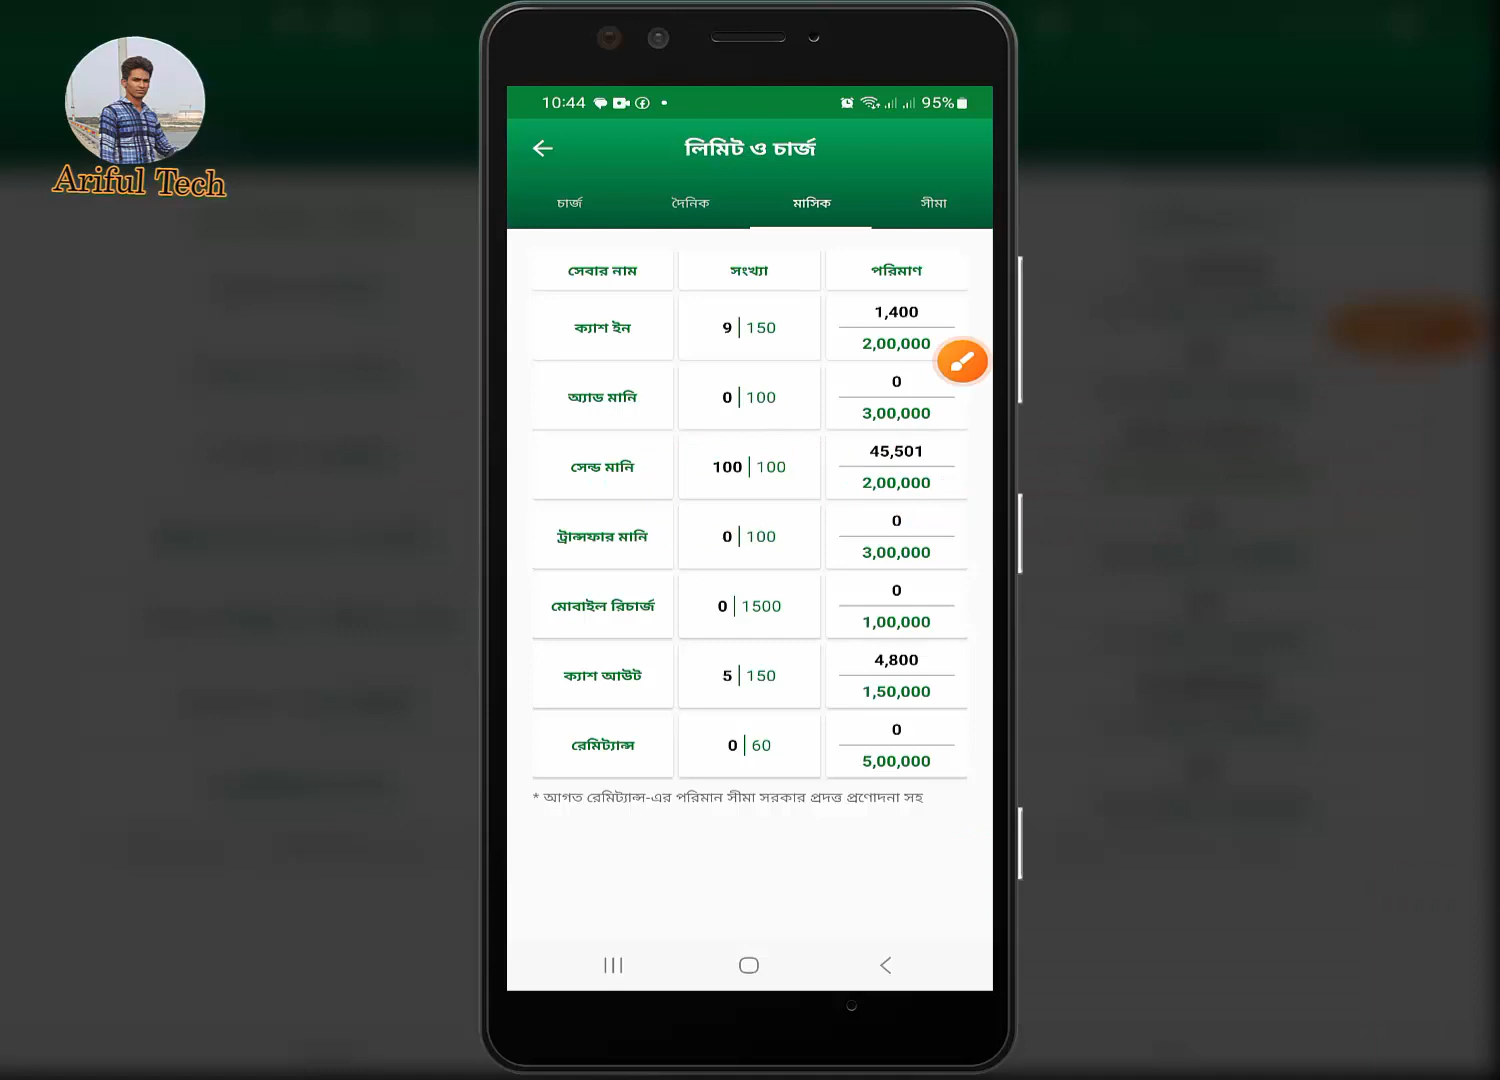 Ariful Tech
10:44
95%
লিমিট ও চার্জ
চার্জ দৈনিক মাসিক সীমা
সেবার নাম সংখ্যা পরিমাণ
ক্যাশ ইন 9 | 150 1,400
2,00,000
অ্যাড মানি 0 | 100 0
3,00,000
সেন্ড মানি 100 | 100 45,501
2,00,000
ট্রান্সফার মানি 0 | 100 0
3,00,000
মোবাইল রিচার্জ 0 | 1500 0
1,00,000
ক্যাশ আউট 5 | 150 4,800
1,50,000
রেমিট্যান্স 0 | 60 0
5,00,000
* আগত রেমিট্যান্স-এর পরিমান সীমা সরকার প্রদত্ত প্রণোদনা সহ